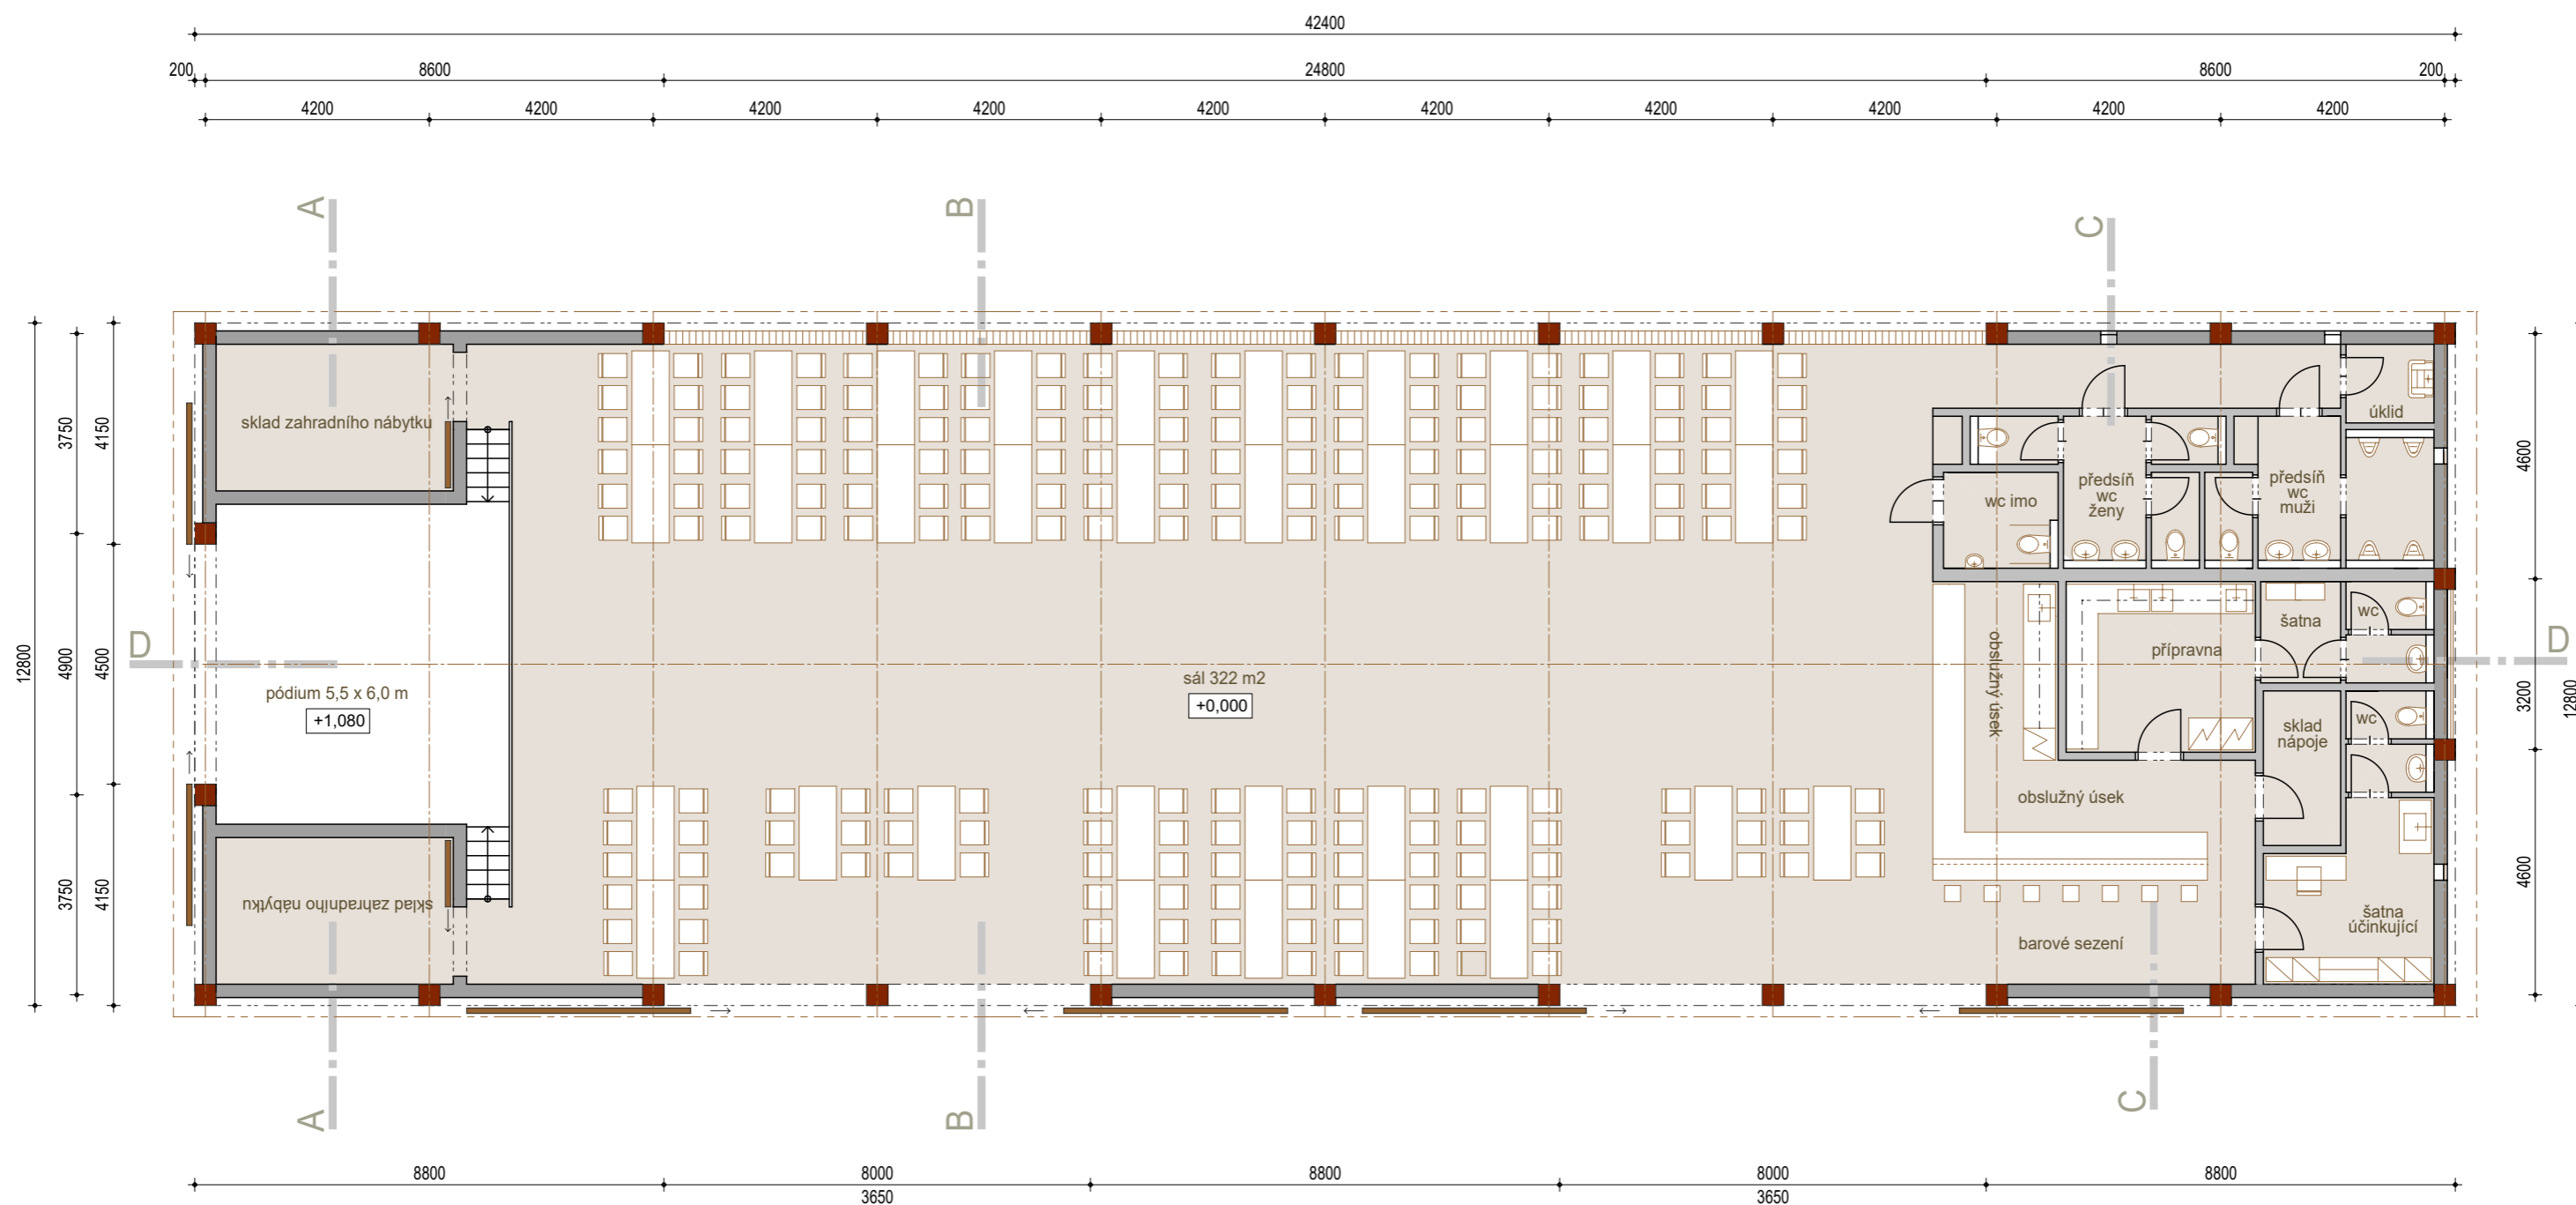 42400
200
8600
24800
8600
200
4200
4200
4200
4200
4200
4200
4200
4200
4200
4200
A
B
C
12800
3750
4900
3750
4150
4500
4150
4600
3200
4600
12800
sklad zahradního nábytku
úklid
předsíň
wc
ženy
předsíň
wc
muži
wc imo
D
D
pódium 5,5 x 6,0 m
+1,080
sál 322 m2
+0,000
obslužný úsek
přípravna
šatna
wc
wc
sklad
nápoje
obslužný úsek
sklad zahradního nábytku
barové sezení
šatna
účinkující
A
B
C
8800
8000
8800
8000
8800
3650
3650